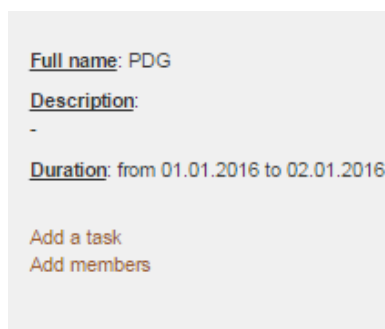 Full name: PDG
Description:
-
Duration: from 01.01.2016 to 02.01.2016
Add a task
Add members